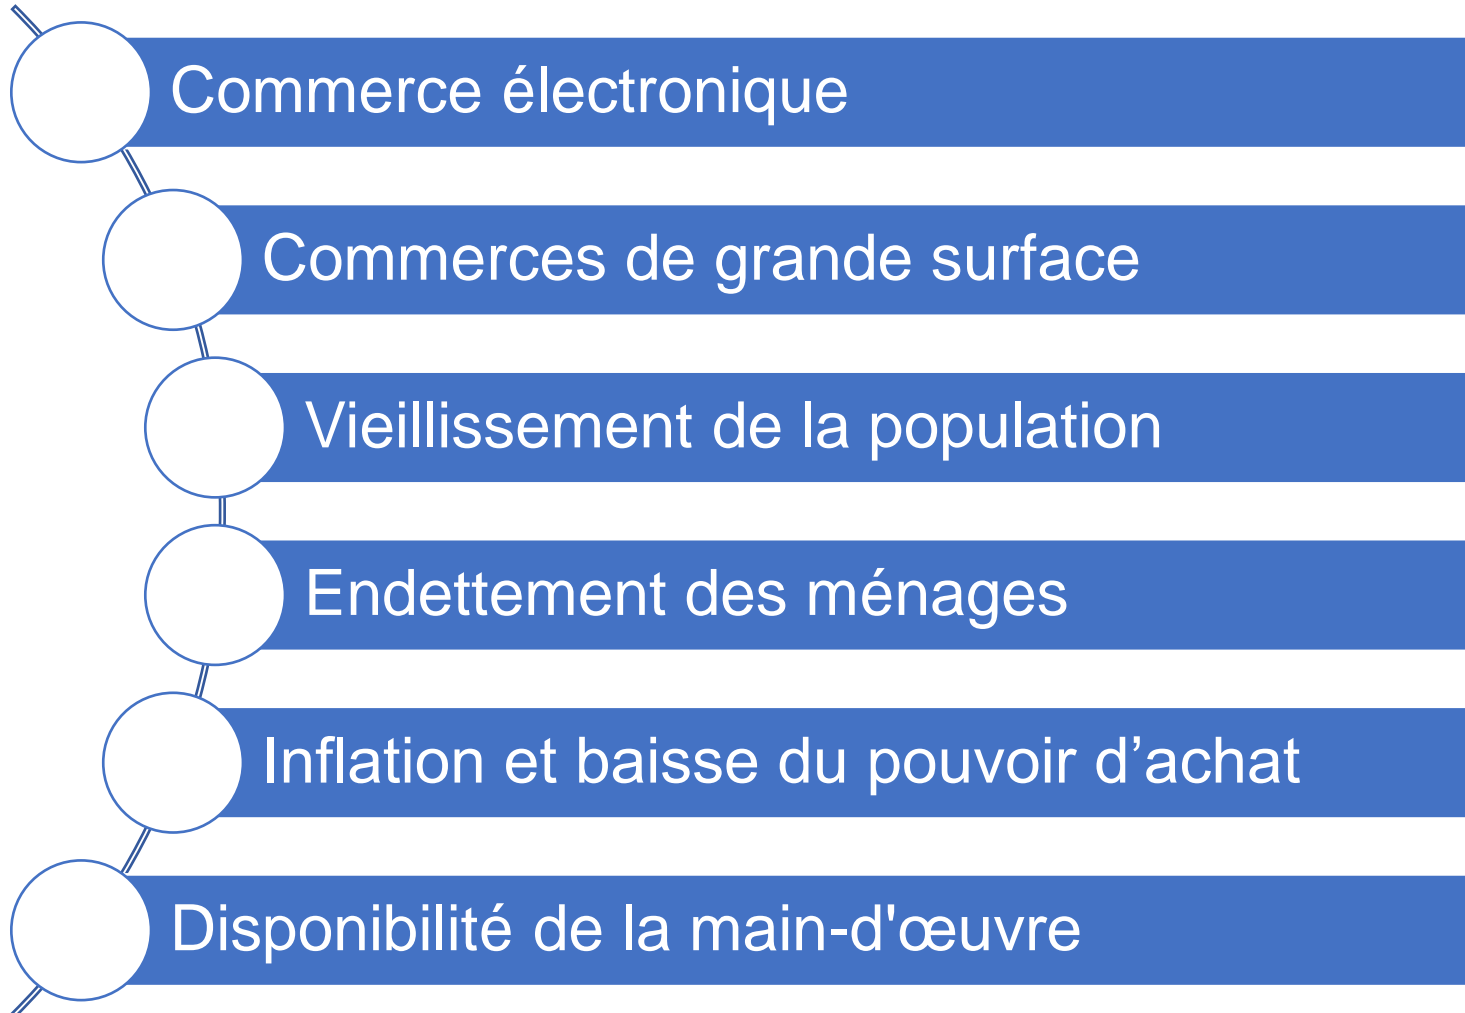 Commerce électronique
Commerces de grande surface
Vieillissement de la population
Endettement des ménages
Inflation et baisse du pouvoir d’achat
Disponibilité de la main-d'œuvre